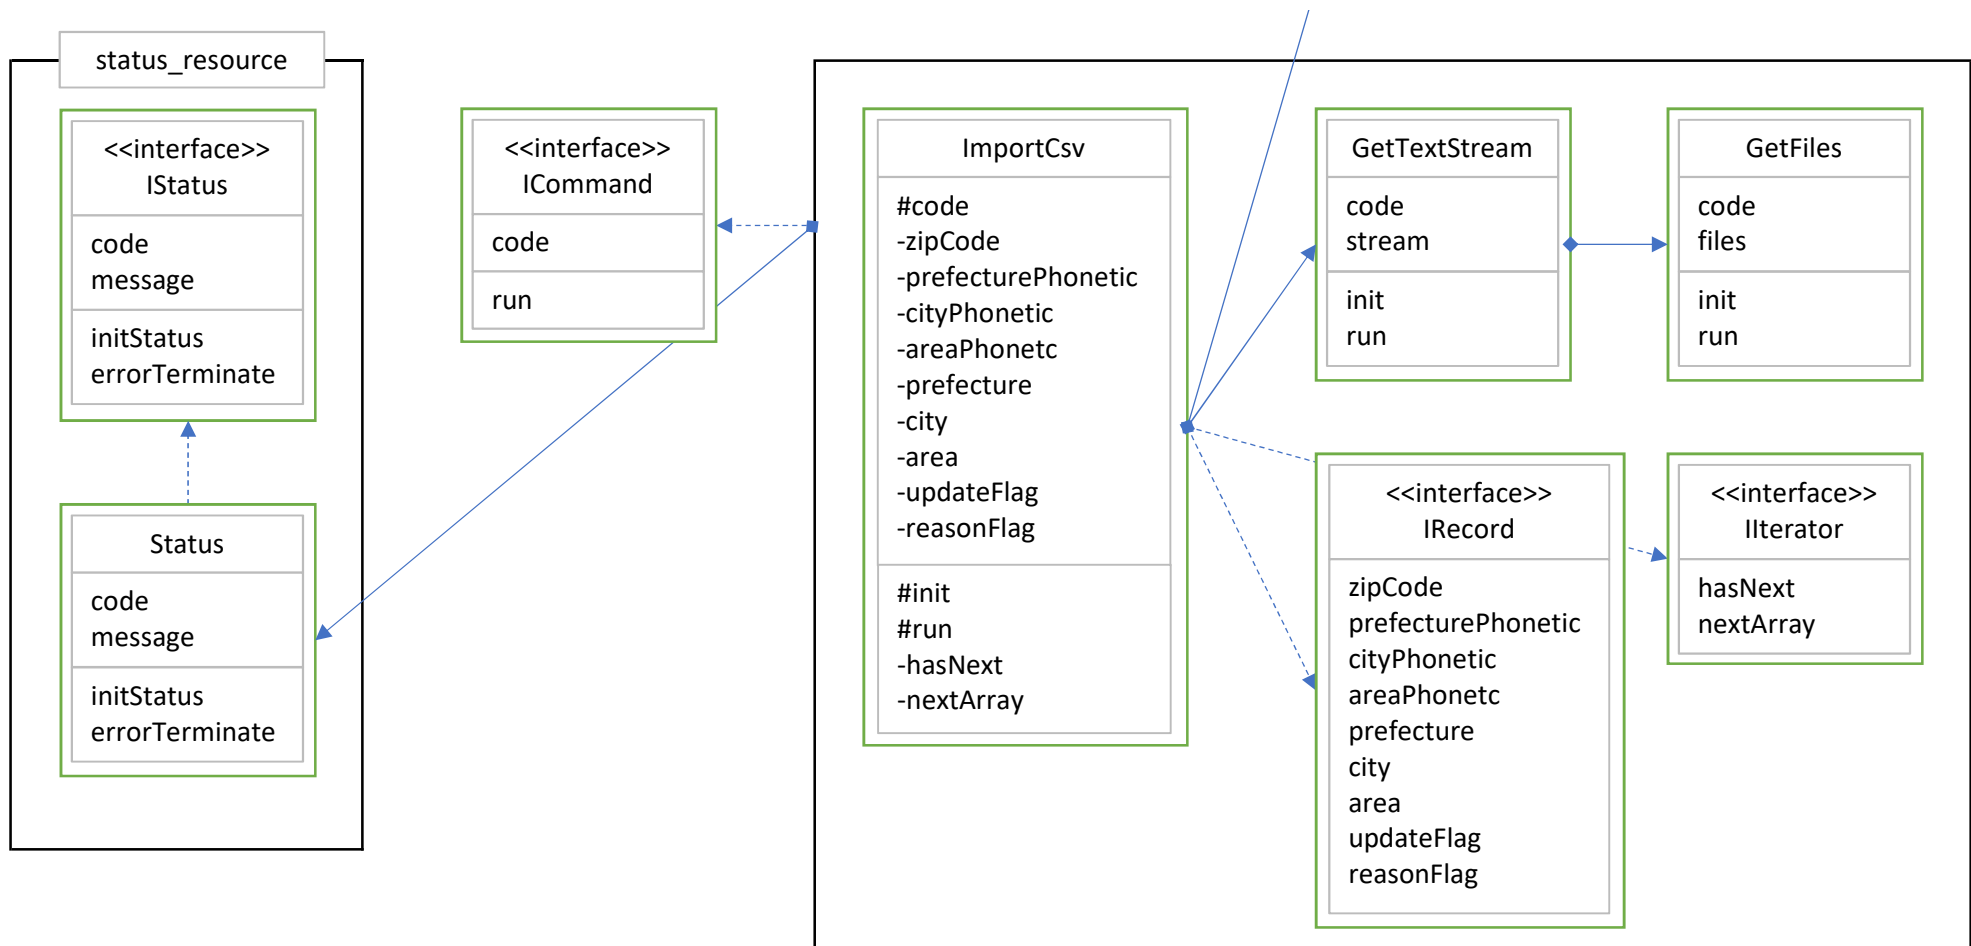 status_resource
<<interface>>
IStatus
code
message
initStatus
errorTerminate
Status
code
message
initStatus
errorTerminate
<<interface>>
ICommand
code
run
ImportCsv
#code
-zipCode
-prefecturePhonetic
-cityPhonetic
-areaPhonetc
-prefecture
-city
-area
-updateFlag
-reasonFlag
#init
#run
-hasNext
-nextArray
GetTextStream
code
stream
init
run
GetFiles
code
files
init
run
<<interface>>
IRecord
zipCode
prefecturePhonetic
cityPhonetic
areaPhonetc
prefecture
city
area
updateFlag
reasonFlag
<<interface>>
IIterator
hasNext
nextArray